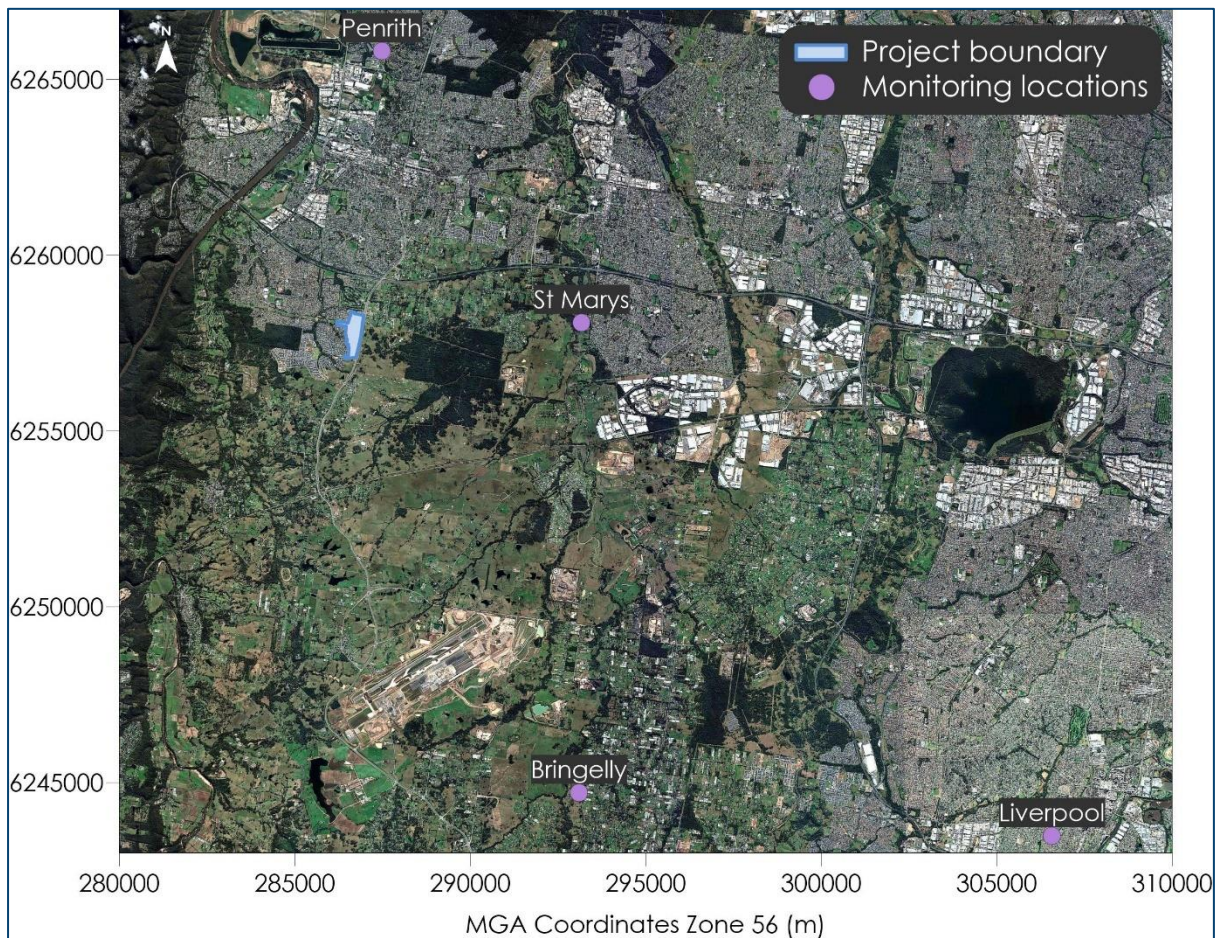 Penrith
N
Project boundary
Monitoring locations
6265000
6260000
St Marys
6255000
6250000
Bringelly
6245000
Liverpool
280000 285000 290000 295000 300000 305000 310000
MGA Coordinates Zone 56 (m)